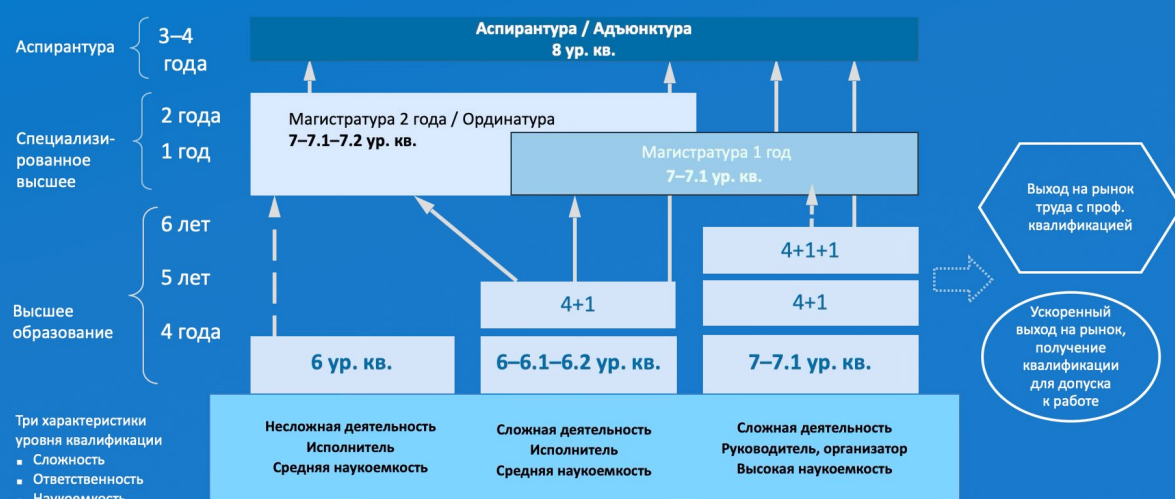 Аспирантура
3–4
года
Аспирантура / Адъюнктура
8 ур. кв.
Специализи-
рованное
высшее
2 года
1 год
Магистратура 2 года / Ординатура
7–7.1–7.2 ур. кв.
Магистратура 1 год
7–7.1 ур. кв.
Высшее
образование
6 лет
5 лет
4 года
4+1+1
4+1
4+1
6 ур. кв.
6–6.1–6.2 ур. кв.
7–7.1 ур. кв.
Выход на рынок
труда с проф.
квалификацией
Ускоренный
выход на рынок,
получение
квалификации
для допуска
к работе
Три характеристики
уровня квалификации
▪ Сложность
▪ Ответственность
▪ Наукоемкость
Несложная деятельность
Исполнитель
Средняя наукоемкость
Сложная деятельность
Исполнитель
Средняя наукоемкость
Сложная деятельность
Руководитель, организатор
Высокая наукоемкость